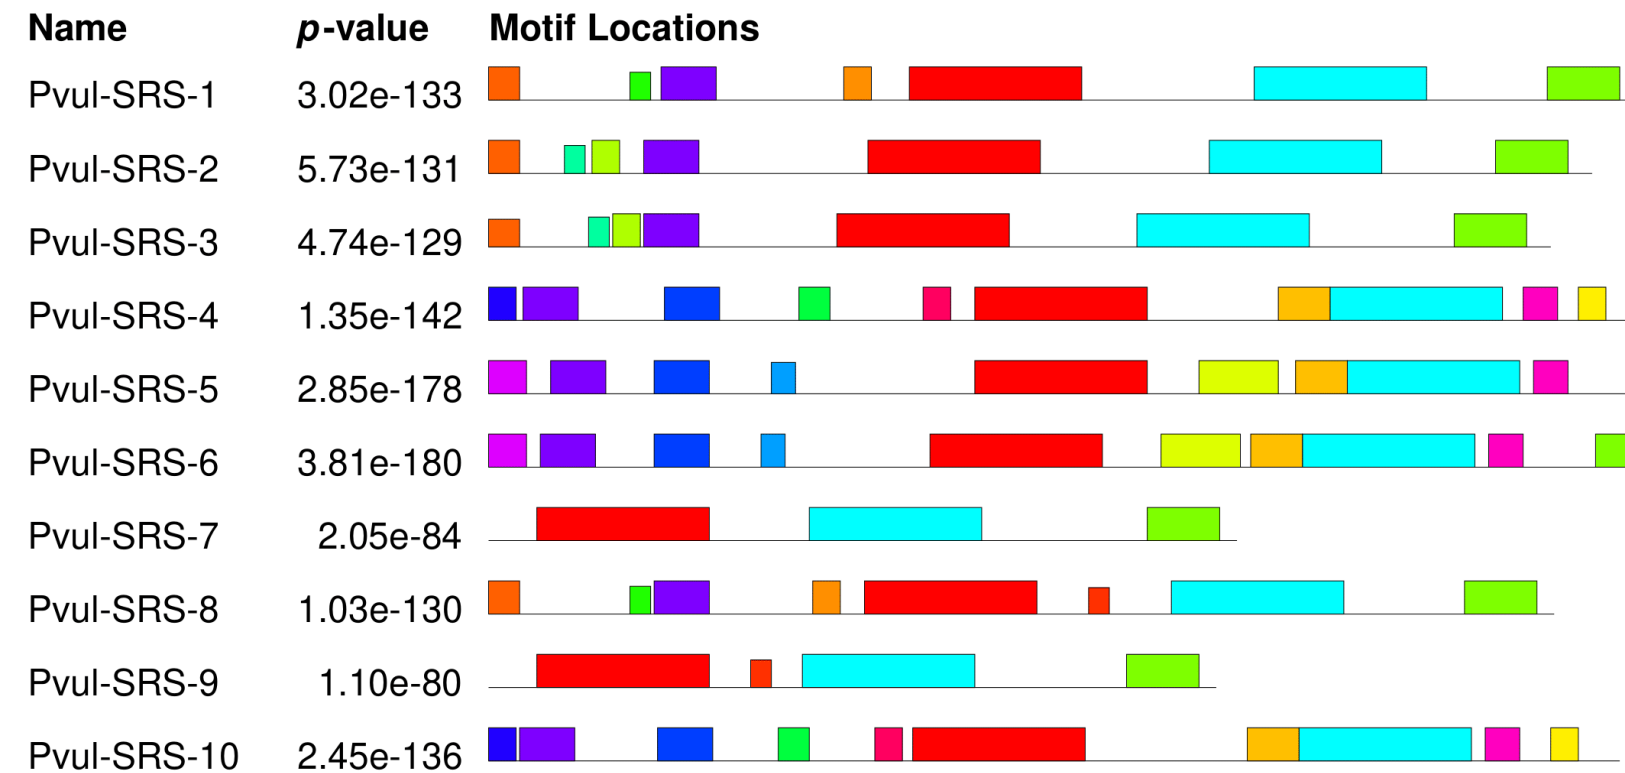 Name p-value Motif Locations
Pvul-SRS-1 3.02e-133
Pvul-SRS-2 5.73e-131
Pvul-SRS-3 4.74e-129
Pvul-SRS-4 1.35e-142
Pvul-SRS-5 2.85e-178
Pvul-SRS-6 3.81e-180
Pvul-SRS-7 2.05e-84
Pvul-SRS-8 1.03e-130
Pvul-SRS-9 1.10e-80
Pvul-SRS-10 2.45e-136